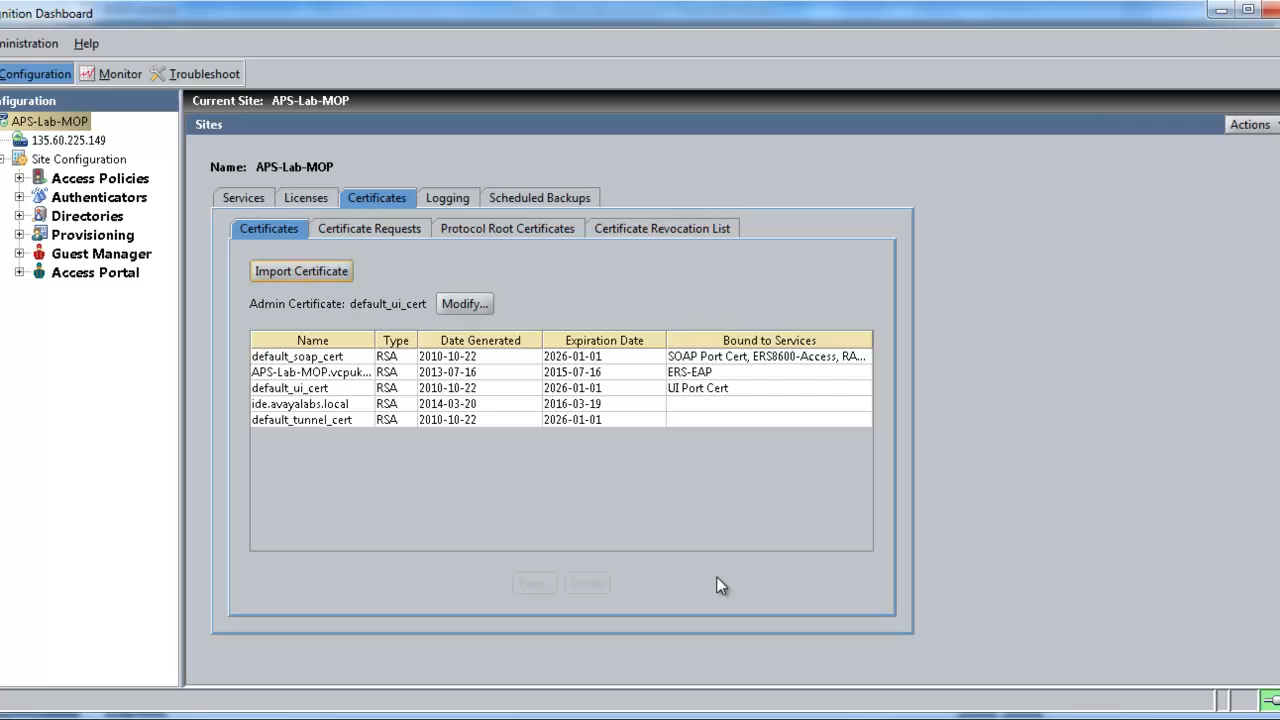 nition Dashboard
ministration Help
Configuration Monitor Troubleshoot
figuration
Current Site: APS-Lab-MOP
APS-Lab-MOP
Sites
Actions
135.60.225.149
Site Configuration
Access Policies
Authenticators
Directories
Provisioning
Guest Manager
Access Portal
Name: APS-Lab-MOP
Services Licenses Certificates Logging Scheduled Backups
Certificates Certificate Requests Protocol Root Certificates Certificate Revocation List
Import Certificate
Admin Certificate: default_ui_cert Modify...
Name Type Date Generated Expiration Date Bound to Services
default_soap_cert RSA 2010-10-22 2026-01-01 SOAP Port Cert, ERS8600-Access, RA...
APS-Lab-MOP.vcpuk... RSA 2013-07-16 2015-07-16 ERS-EAP
default_ui_cert RSA 2010-10-22 2026-01-01 UI Port Cert
ide.avayalabs.local RSA 2014-03-20 2016-03-19
default_tunnel_cert RSA 2010-10-22 2026-01-01